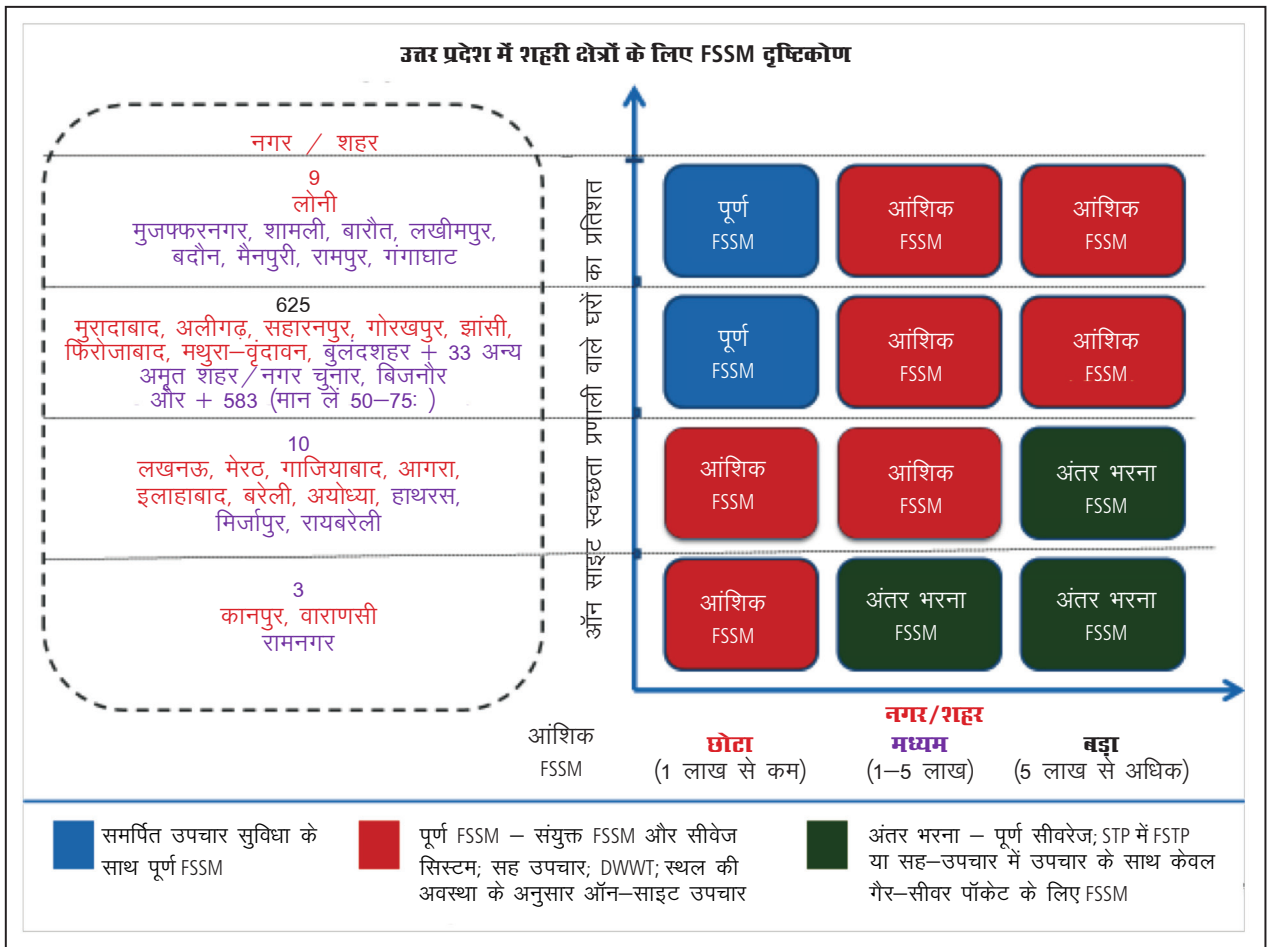 उत्तर प्रदेश में शहरी क्षेत्रों के लिए FSSM दृष्टिकोण
नगर / शहर
9
लोनी
मुजफ्फरनगर, शामली, बारौत, लखीमपुर,
बदौन, मैनपुरी, रामपुर, गंगाघाट
625
मुरादाबाद, अलीगढ़, सहारनपुर, गोरखपुर, झांसी,
फिरोजाबाद, मथुरा–वृंदावन, बुलंदशहर + 33 अन्य
अमृत शहर/नगर चुनार, बिजनौर
और + 583 (मान लें 50–75: )
10
लखनऊ, मेरठ, गाजियाबाद, आगरा,
इलाहाबाद, बरेली, अयोध्या, हाथरस,
मिर्जापुर, रायबरेली
3
कानपुर, वाराणसी
रामनगर
ऑन साइट स्वच्छता प्रणाली वाले घरों का प्रतिशत
पूर्ण
FSSM
आंशिक
FSSM
आंशिक
FSSM
पूर्ण
FSSM
आंशिक
FSSM
आंशिक
FSSM
आंशिक
FSSM
आंशिक
FSSM
अंतर भरना
FSSM
आंशिक
FSSM
अंतर भरना
FSSM
अंतर भरना
FSSM
नगर/शहर
आंशिक
FSSM
छोटा
(1 लाख से कम)
मध्यम
(1–5 लाख)
बड़ा
(5 लाख से अधिक)
समर्पित उपचार सुविधा के
साथ पूर्ण FSSM
पूर्ण FSSM – संयुक्त FSSM और सीवेज
सिस्टम; सह उपचार; DWWT; स्थल की
अवस्था के अनुसार ऑन–साइट उपचार
अंतर भरना – पूर्ण सीवरेज; STP में FSTP
या सह–उपचार में उपचार के साथ केवल
गैर–सीवर पॉकेट के लिए FSSM